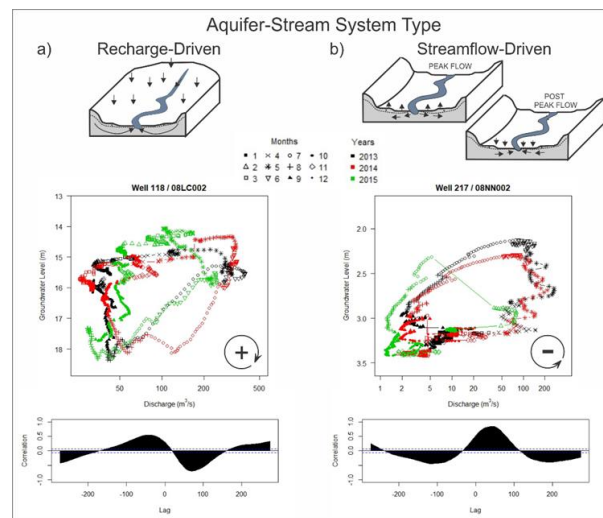 Aquifer-Stream System Type
a) Recharge-Driven
b) Streamflow-Driven
PEAK FLOW
POST
PEAK FLOW
Months
1 4 7 10
2 5 8 11
3 6 9 12
Years
2013
2014
2015
Well 118 / 08LC002
Groundwater Level (m)
13
14
15
16
17
18
50 100 200 500
Discharge (m³/s)
+
Well 217 / 08NN002
Groundwater Level (m)
2.0
2.5
3.0
3.5
1 2 5 10 20 50 100 200
Discharge (m³/s)
−
Correlation
1.0
0.5
0.0
-1.0
-200 -100 0 100 200
Lag
Correlation
1.0
0.5
0.0
-1.0
-200 -100 0 100 200
Lag